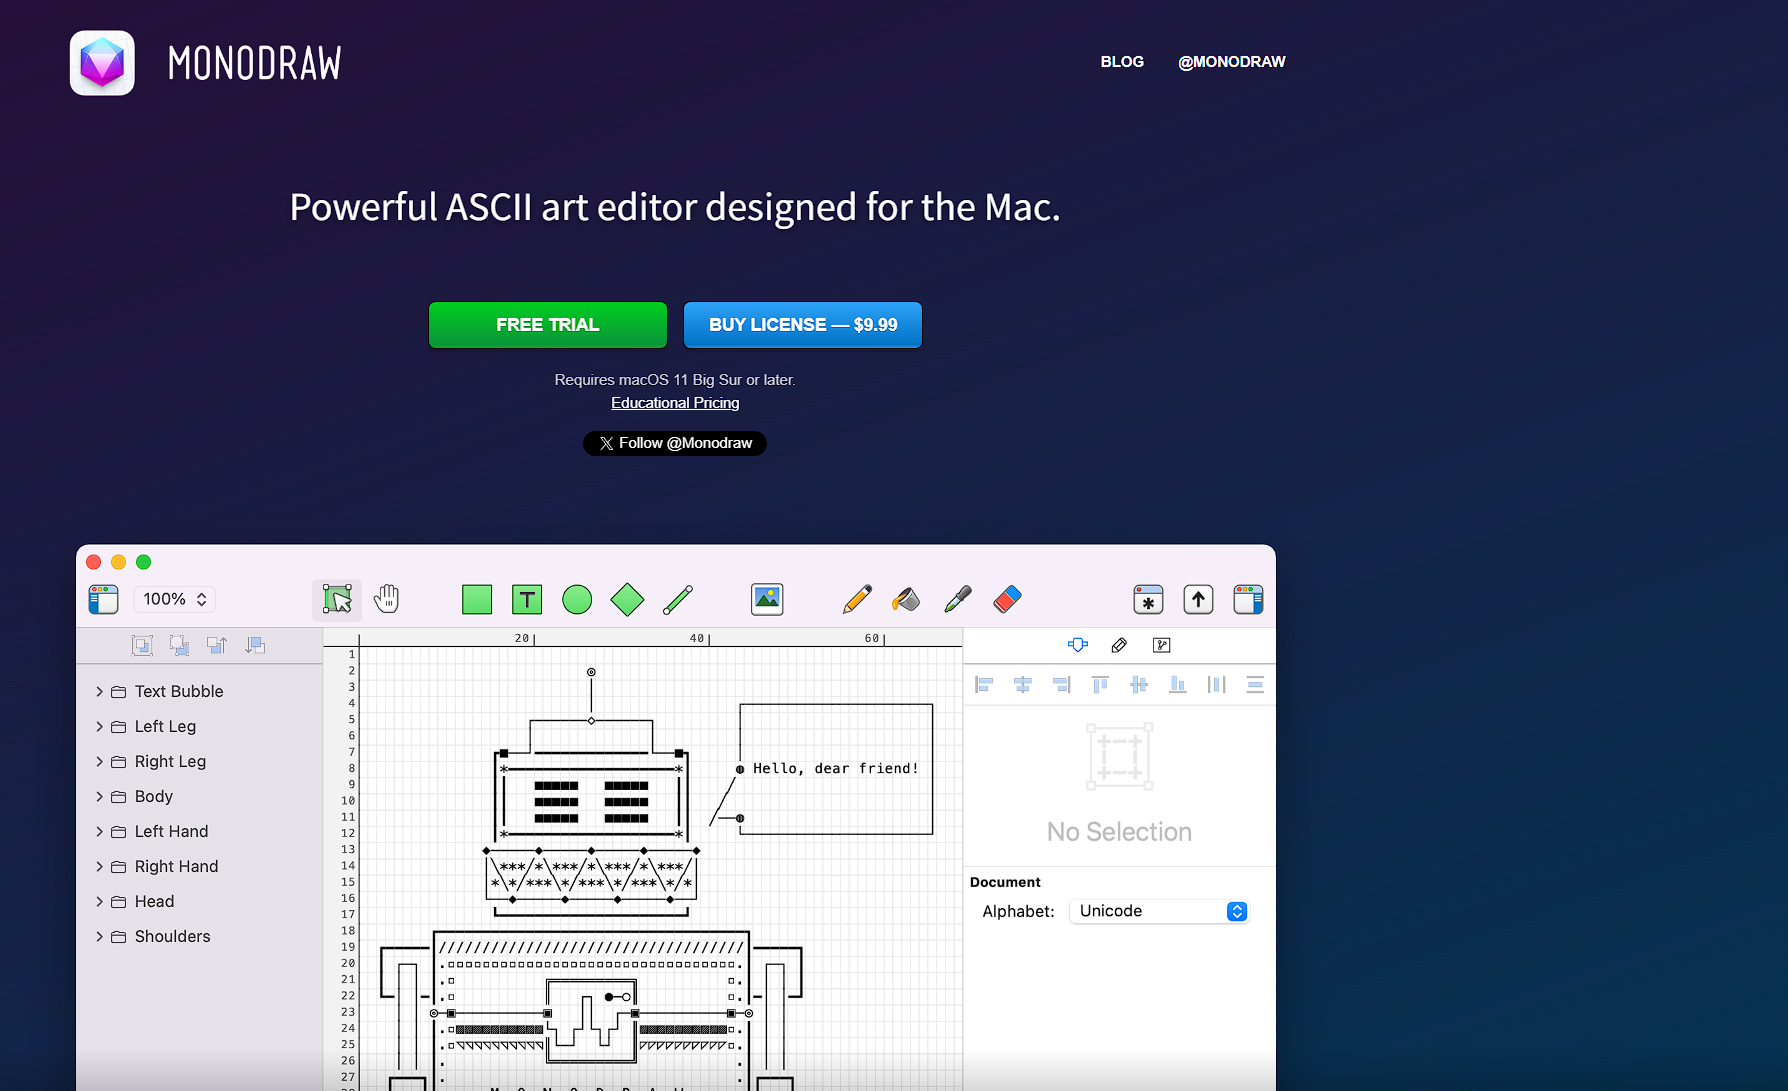 MONODRAW
BLOG @MONODRAW
Powerful ASCII art editor designed for the Mac.
FREE TRIAL
BUY LICENSE — $9.99
Requires macOS 11 Big Sur or later.
Educational Pricing
Follow @Monodraw
100%
T
20 40 60
Text Bubble
Left Leg
Right Leg
Body
Left Hand
Right Hand
Head
Shoulders
1
2
3
4
5
6
7
8
9
10
11
12
13
14
15
16
17
18
19
20
21
22
23
24
25
26
27
Hello, dear friend!
No Selection
Document
Alphabet: Unicode